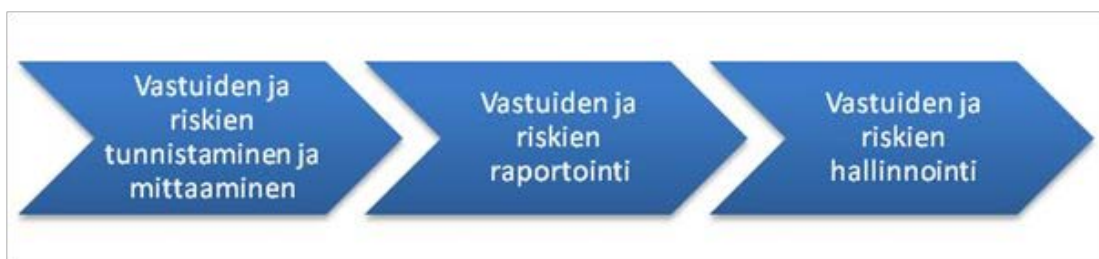 Vastuiden ja
riskien
tunnistaminen ja
mittaaminen
Vastuiden ja
riskien
raportointi
Vastuiden ja
riskien
hallinnointi